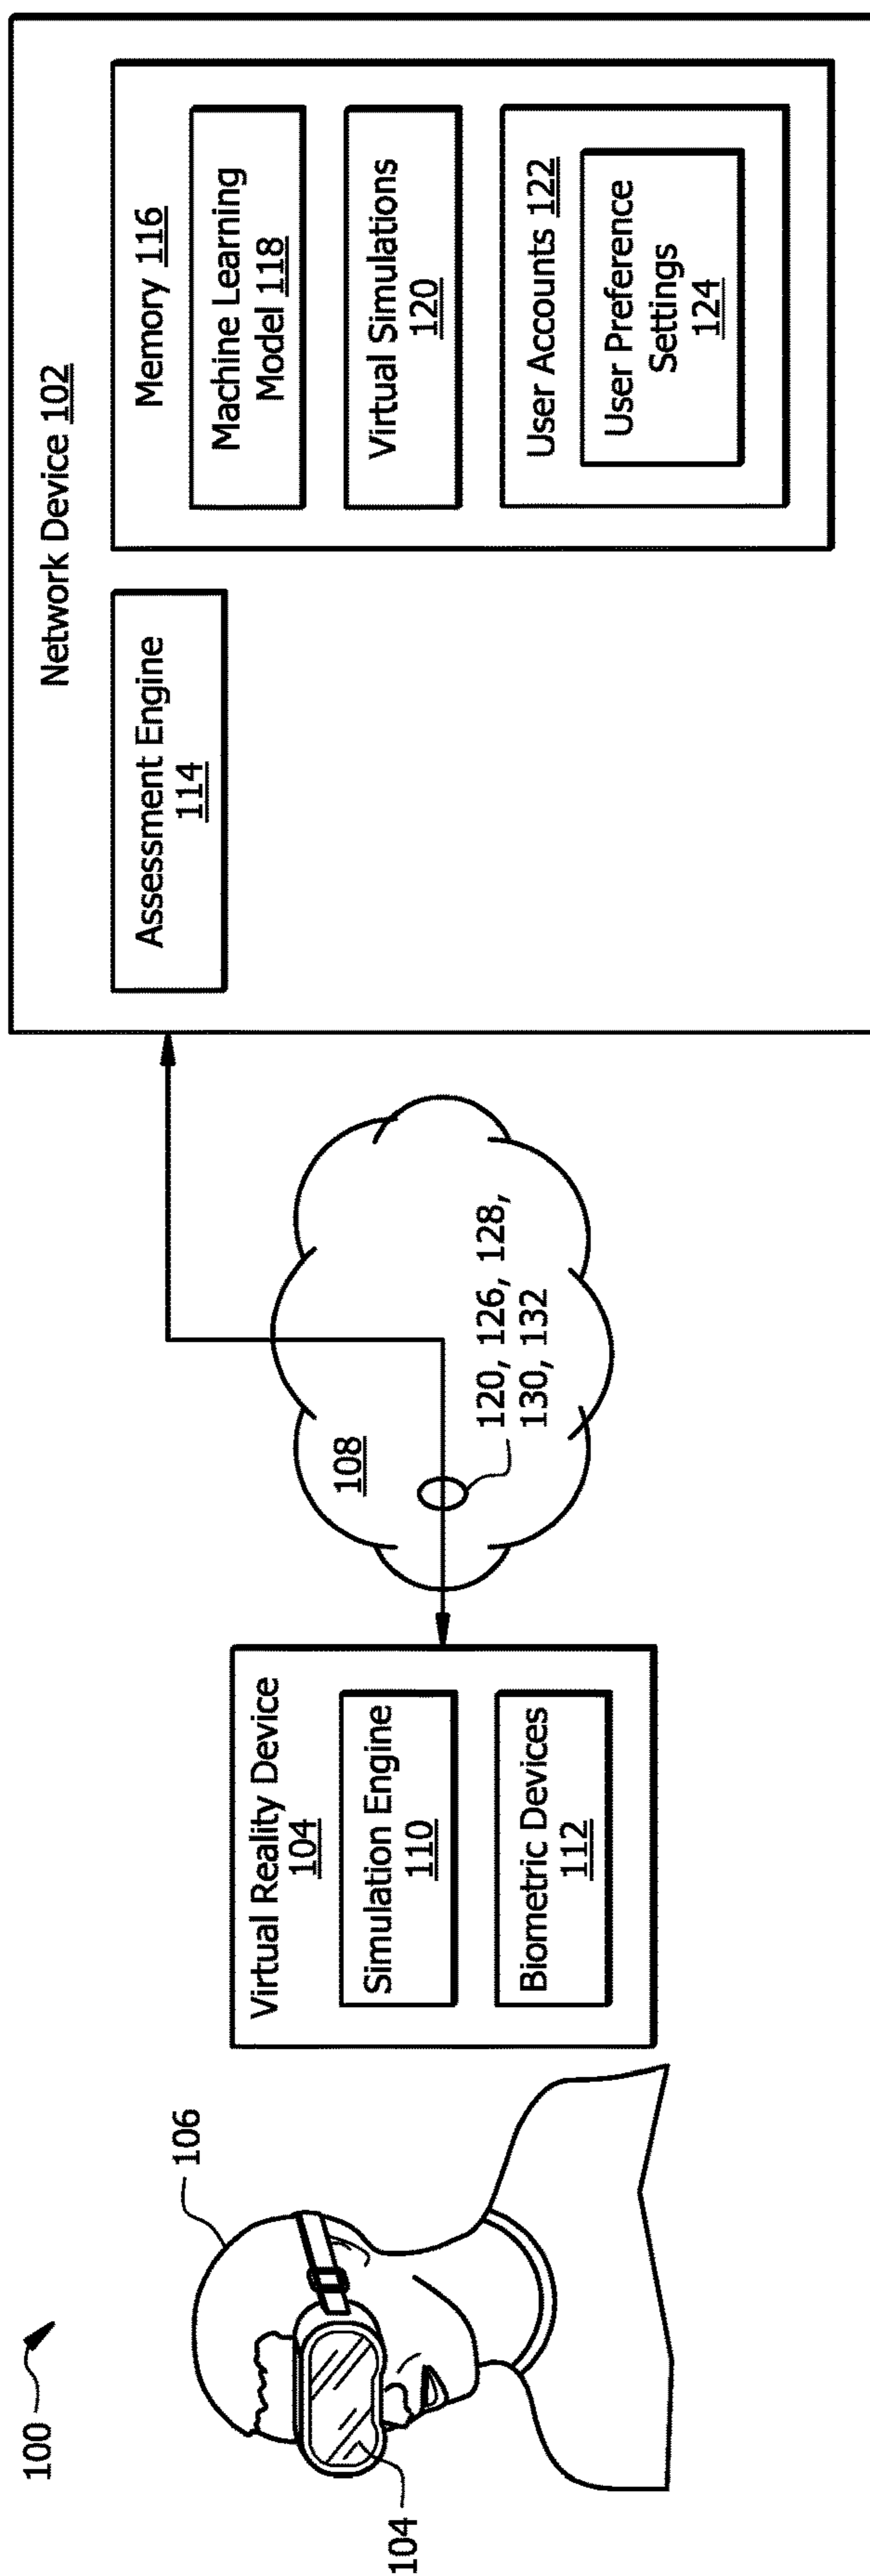 100
106
104
Virtual Reality Device
104
Simulation Engine
110
Biometric Devices
112
108
120, 126, 128,
130, 132
Network Device 102
Assessment Engine
114
Memory 116
Machine Learning
Model 118
Virtual Simulations
120
User Accounts 122
User Preference
Settings
124